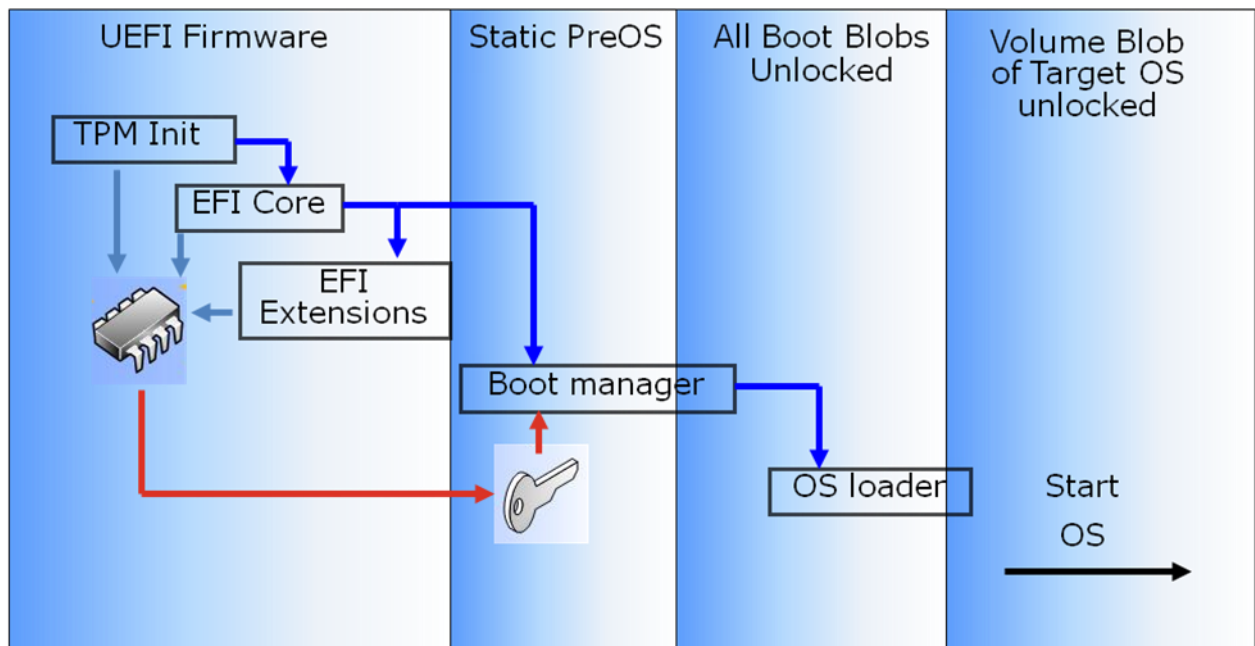 UEFI Firmware
Static PreOS
All Boot Blobs
Unlocked
Volume Blob
of Target OS
unlocked
TPM Init
EFI Core
EFI
Extensions
Boot manager
OS loader
Start
OS